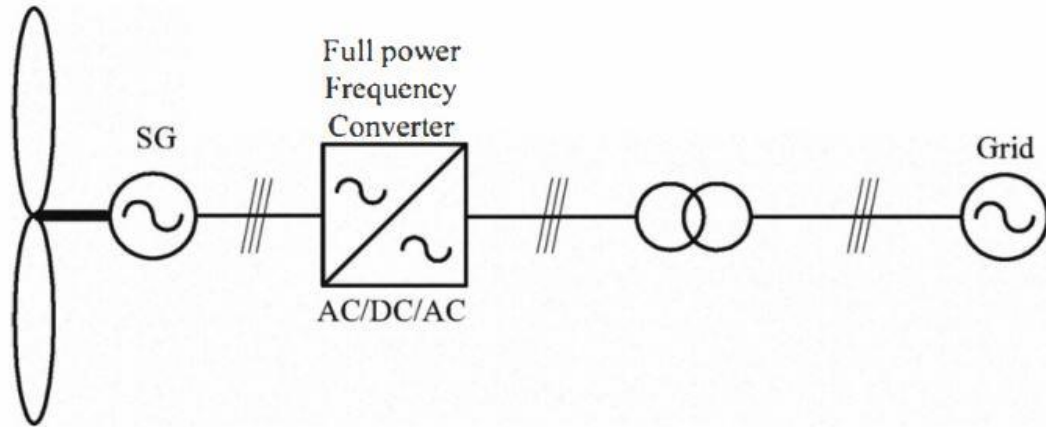 Full power
Frequency
Converter
SG
Grid
AC/DC/AC